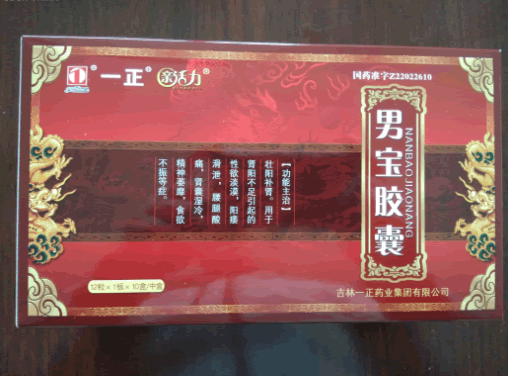 一正
亲活力
国药准字Z22022610
男宝胶囊
NANBAO JIAONANG
【功能主治】
壮阳补肾。用于
肾阳不足引起的
性欲淡漠，阳痿
滑泄，腰腿酸
痛，肾囊湿冷，
精神萎靡，食欲
不振等症。
12粒×1板×10盒/中盒
吉林一正药业集团有限公司